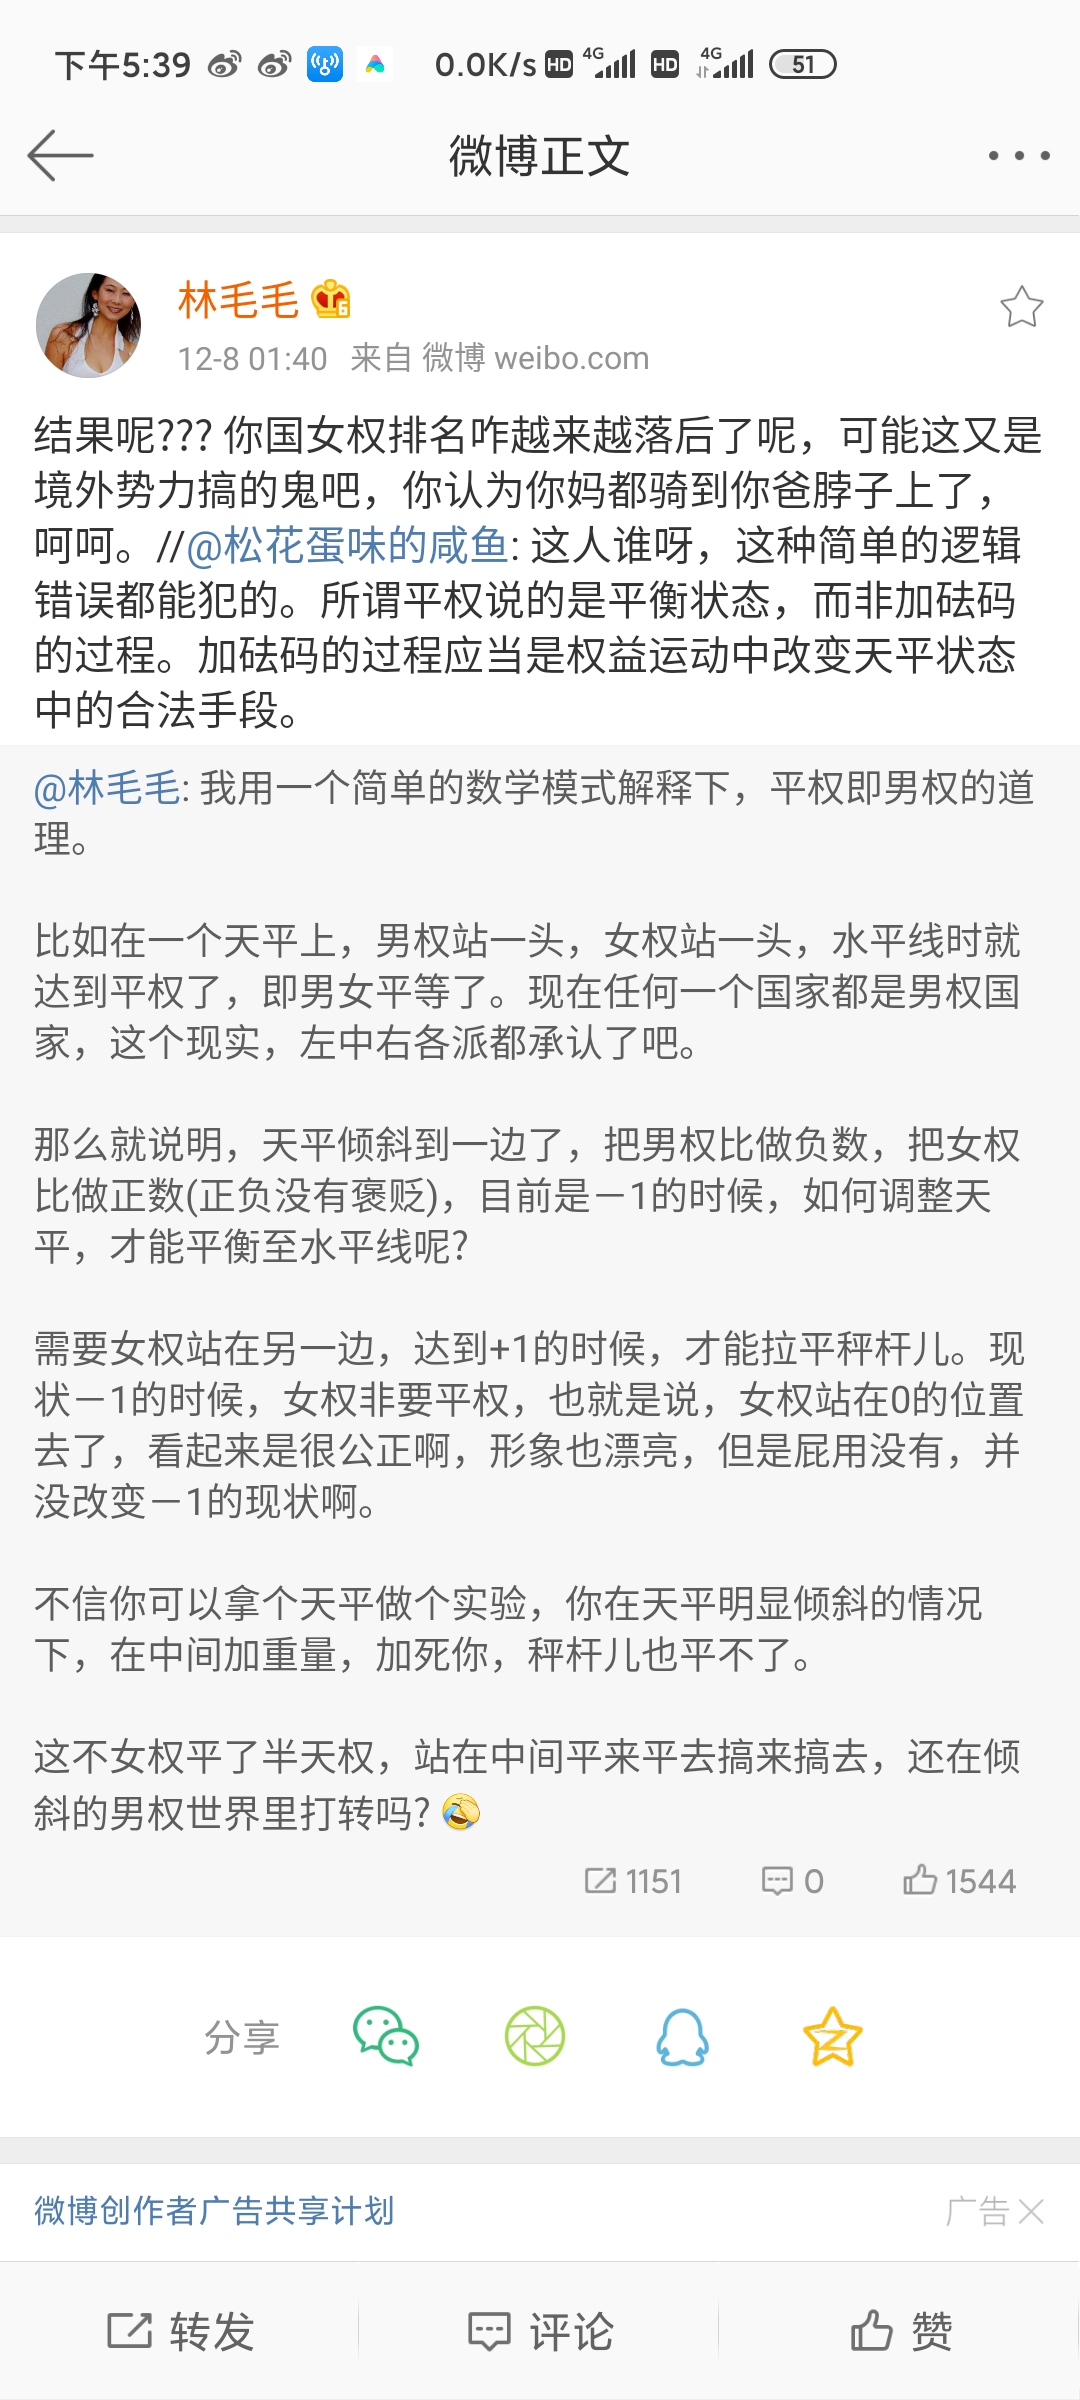 下午5:39 0.0K/s HD 4G HD 4G 51
微博正文
林毛毛 6
12-8 01:40 来自 微博 weibo.com
结果呢??? 你国女权排名咋越来越落后了呢，可能这又是
境外势力搞的鬼吧，你认为你妈都骑到你爸脖子上了，
呵呵。//@松花蛋味的咸鱼: 这人谁呀，这种简单的逻辑
错误都能犯的。所谓平权说的是平衡状态，而非加砝码
的过程。加砝码的过程应当是权益运动中改变天平状态
中的合法手段。
@林毛毛: 我用一个简单的数学模式解释下，平权即男权的道
理。
比如在一个天平上，男权站一头，女权站一头，水平线时就
达到平权了，即男女平等了。现在任何一个国家都是男权国
家，这个现实，左中右各派都承认了吧。
那么就说明，天平倾斜到一边了，把男权比做负数，把女权
比做正数(正负没有褒贬)，目前是－1的时候，如何调整天
平，才能平衡至水平线呢?
需要女权站在另一边，达到+1的时候，才能拉平秤杆儿。现
状－1的时候，女权非要平权，也就是说，女权站在0的位置
去了，看起来是很公正啊，形象也漂亮，但是屁用没有，并
没改变－1的现状啊。
不信你可以拿个天平做个实验，你在天平明显倾斜的情况
下，在中间加重量，加死你，秤杆儿也平不了。
这不女权平了半天权，站在中间平来平去搞来搞去，还在倾
斜的男权世界里打转吗? 🤣
1151 0 1544
分享
微博创作者广告共享计划 广告
转发 评论 赞